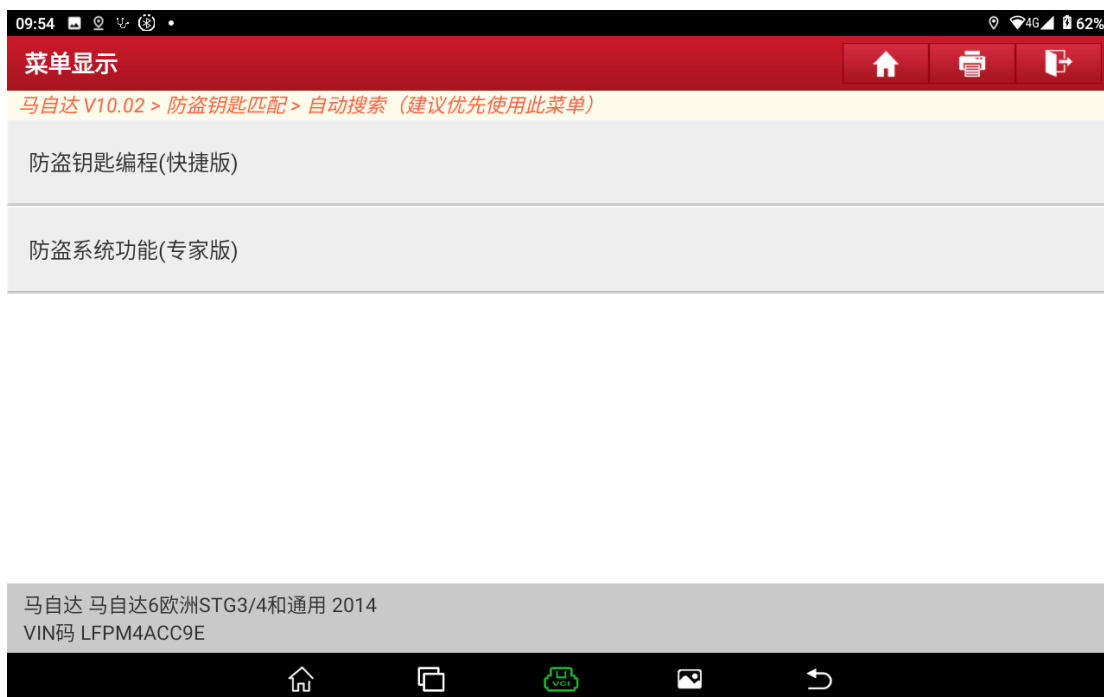 09:54
4G 62%
菜单显示
马自达 V10.02 > 防盗钥匙匹配 > 自动搜索（建议优先使用此菜单）
防盗钥匙编程(快捷版)
防盗系统功能(专家版)
马自达 马自达6欧洲STG3/4和通用 2014
VIN码 LFPM4ACC9E
VCI